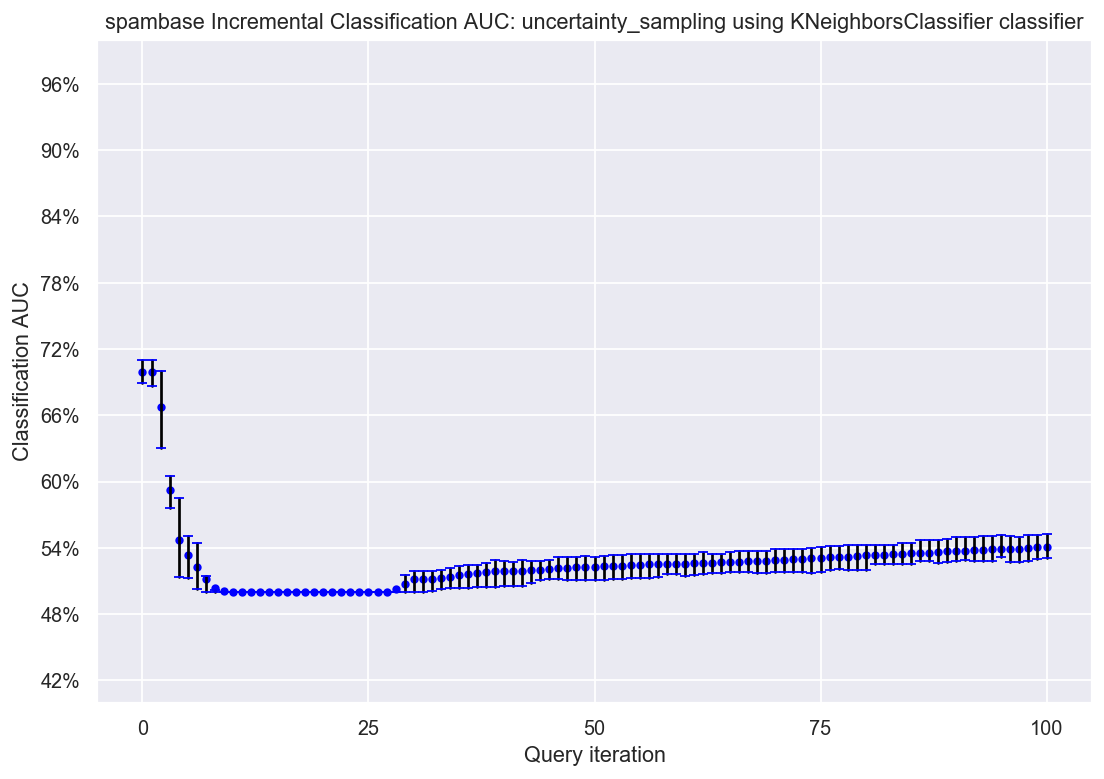 spambase Incremental Classification AUC: uncertainty_sampling using KNeighborsClassifier classifier
96%
90%
84%
78%
72%
66%
60%
54%
48%
42%
Classification AUC
0 25 50 75 100
Query iteration